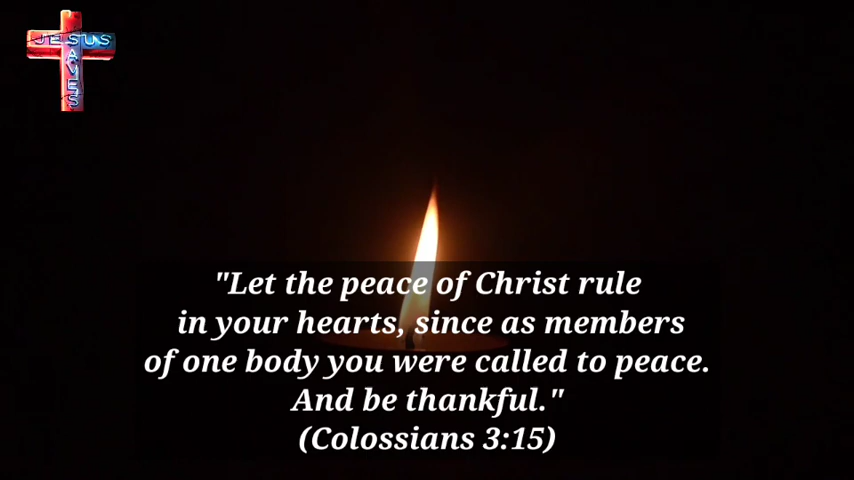 JESUS
SAVES
"Let the peace of Christ rule
in your hearts, since as members
of one body you were called to peace.
And be thankful."
(Colossians 3:15)